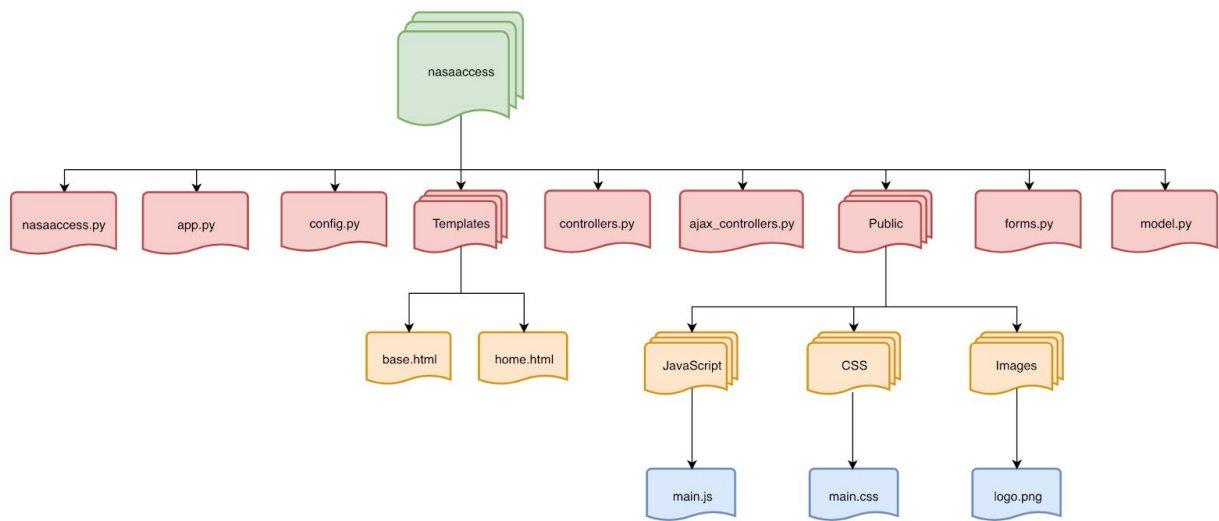 nasaaccess
nasaaccess.py
app.py
config.py
Templates
controllers.py
ajax_controllers.py
Public
forms.py
model.py
base.html
home.html
JavaScript
CSS
Images
main.js
main.css
logo.png